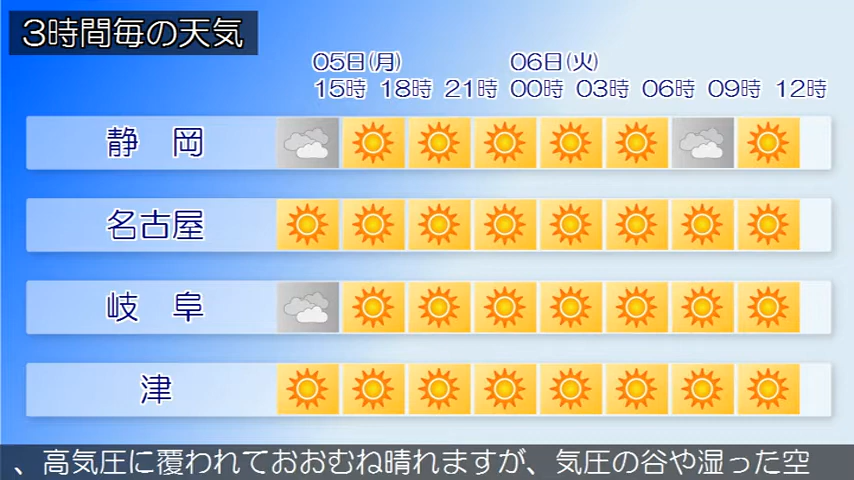 3時間毎の天気
05日(月) 06日(火)
15時 18時 21時 00時 03時 06時 09時 12時
静 岡
名古屋
岐 阜
津
、高気圧に覆われておおむね晴れますが、気圧の谷や湿った空